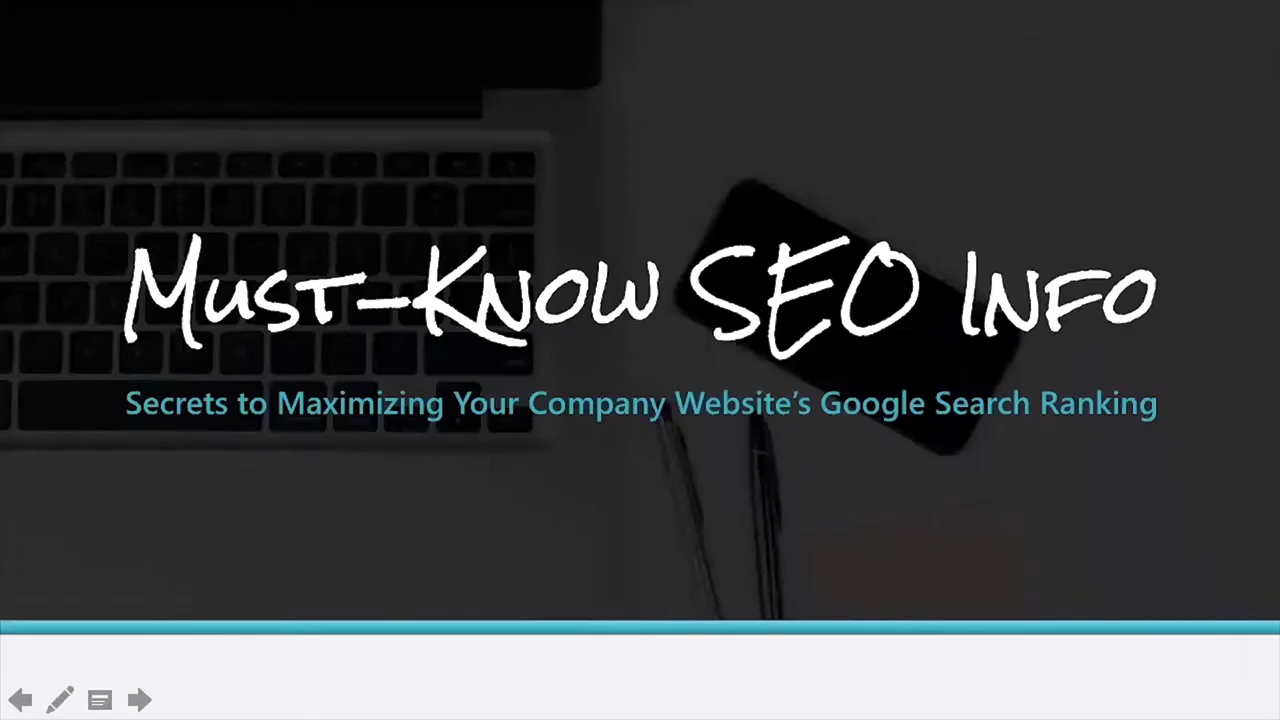 Must-Know SEO Info
Secrets to Maximizing Your Company Website's Google Search Ranking